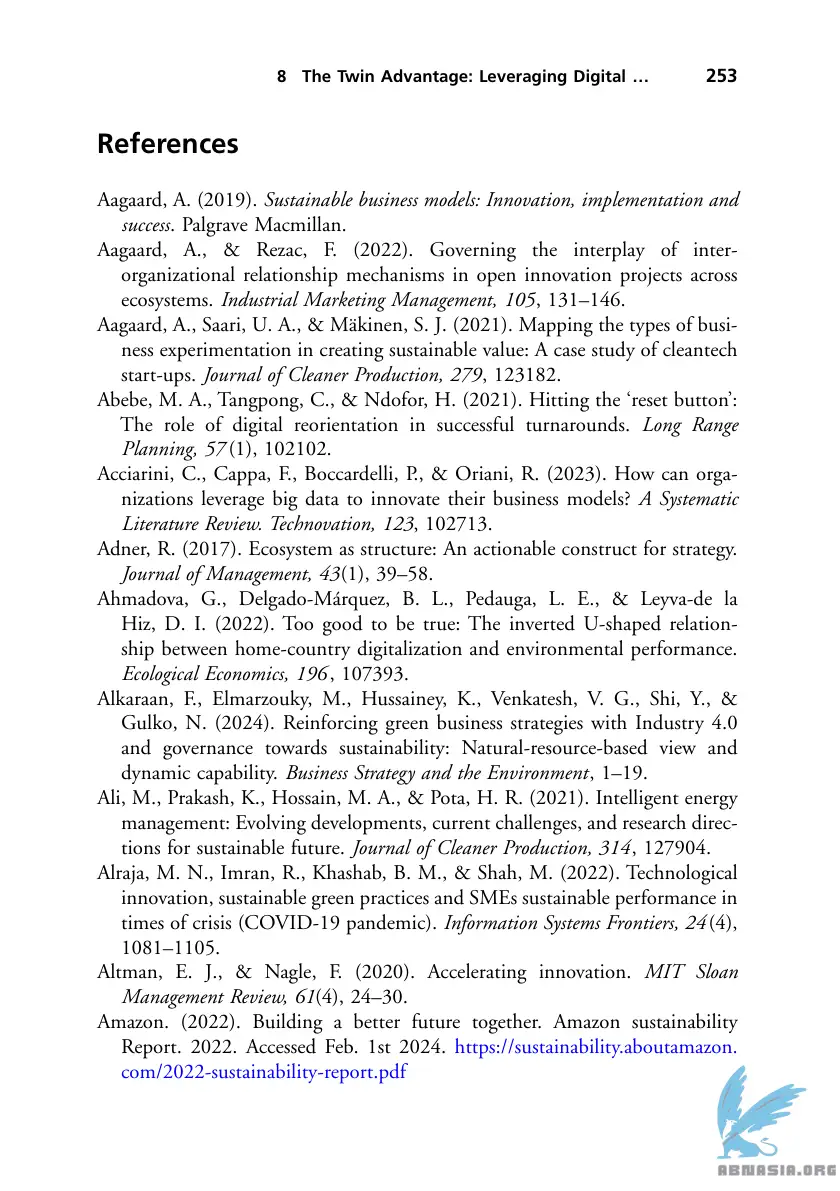 8 The Twin Advantage: Leveraging Digital … 253
References
Aagaard, A. (2019). Sustainable business models: Innovation, implementation and
success. Palgrave Macmillan.
Aagaard, A., & Rezac, F. (2022). Governing the interplay of inter-
organizational relationship mechanisms in open innovation projects across
ecosystems. Industrial Marketing Management, 105, 131–146.
Aagaard, A., Saari, U. A., & Mäkinen, S. J. (2021). Mapping the types of busi-
ness experimentation in creating sustainable value: A case study of cleantech
start-ups. Journal of Cleaner Production, 279, 123182.
Abebe, M. A., Tangpong, C., & Ndofor, H. (2021). Hitting the ‘reset button’:
The role of digital reorientation in successful turnarounds. Long Range
Planning, 57(1), 102102.
Acciarini, C., Cappa, F., Boccardelli, P., & Oriani, R. (2023). How can orga-
nizations leverage big data to innovate their business models? A Systematic
Literature Review. Technovation, 123, 102713.
Adner, R. (2017). Ecosystem as structure: An actionable construct for strategy.
Journal of Management, 43(1), 39–58.
Ahmadova, G., Delgado-Márquez, B. L., Pedauga, L. E., & Leyva-de la
Hiz, D. I. (2022). Too good to be true: The inverted U-shaped relation-
ship between home-country digitalization and environmental performance.
Ecological Economics, 196, 107393.
Alkaraan, F., Elmarzouky, M., Hussainey, K., Venkatesh, V. G., Shi, Y., &
Gulko, N. (2024). Reinforcing green business strategies with Industry 4.0
and governance towards sustainability: Natural-resource-based view and
dynamic capability. Business Strategy and the Environment, 1–19.
Ali, M., Prakash, K., Hossain, M. A., & Pota, H. R. (2021). Intelligent energy
management: Evolving developments, current challenges, and research direc-
tions for sustainable future. Journal of Cleaner Production, 314, 127904.
Alraja, M. N., Imran, R., Khashab, B. M., & Shah, M. (2022). Technological
innovation, sustainable green practices and SMEs sustainable performance in
times of crisis (COVID-19 pandemic). Information Systems Frontiers, 24(4),
1081–1105.
Altman, E. J., & Nagle, F. (2020). Accelerating innovation. MIT Sloan
Management Review, 61(4), 24–30.
Amazon. (2022). Building a better future together. Amazon sustainability
Report. 2022. Accessed Feb. 1st 2024. https://sustainability.aboutamazon.
com/2022-sustainability-report.pdf
ABNASIA.ORG